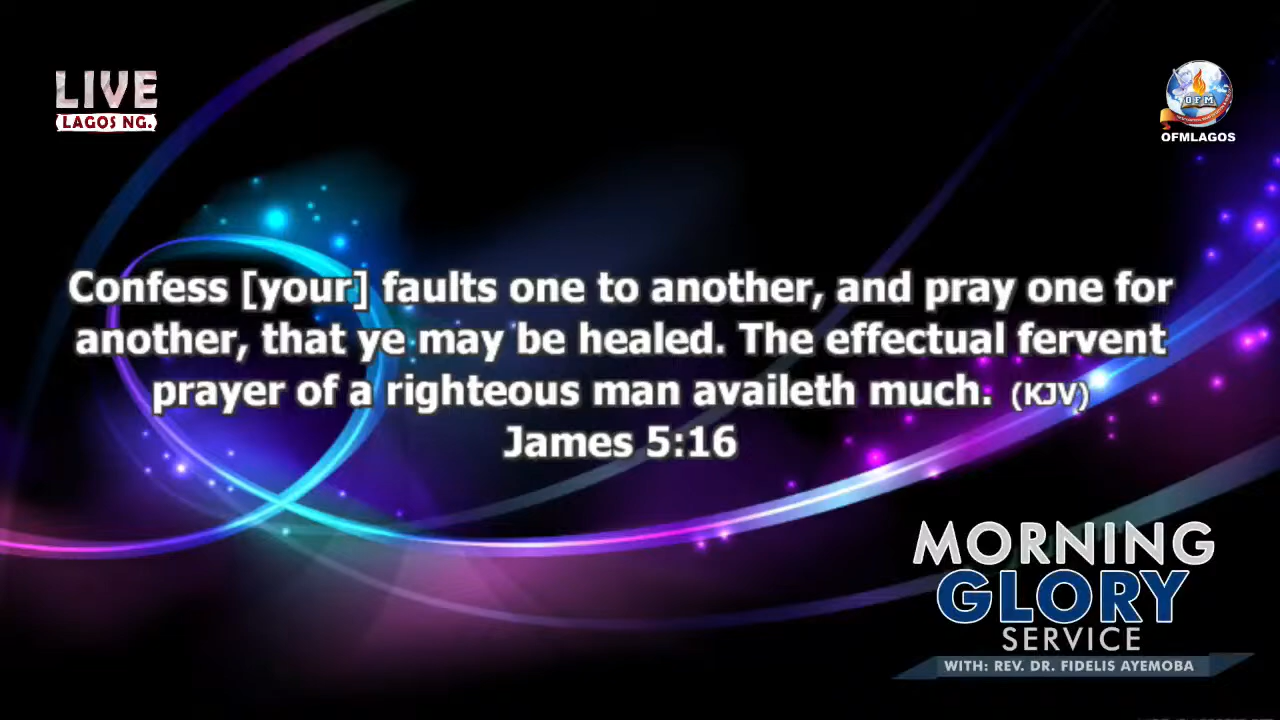 LIVE
LAGOS NG.
OFM
OFMLAGOS
Confess [your] faults one to another, and pray one for
another, that ye may be healed. The effectual fervent
prayer of a righteous man availeth much. (KJV)
James 5:16
MORNING
GLORY
SERVICE
WITH: REV. DR. FIDELIS AYEMOBA